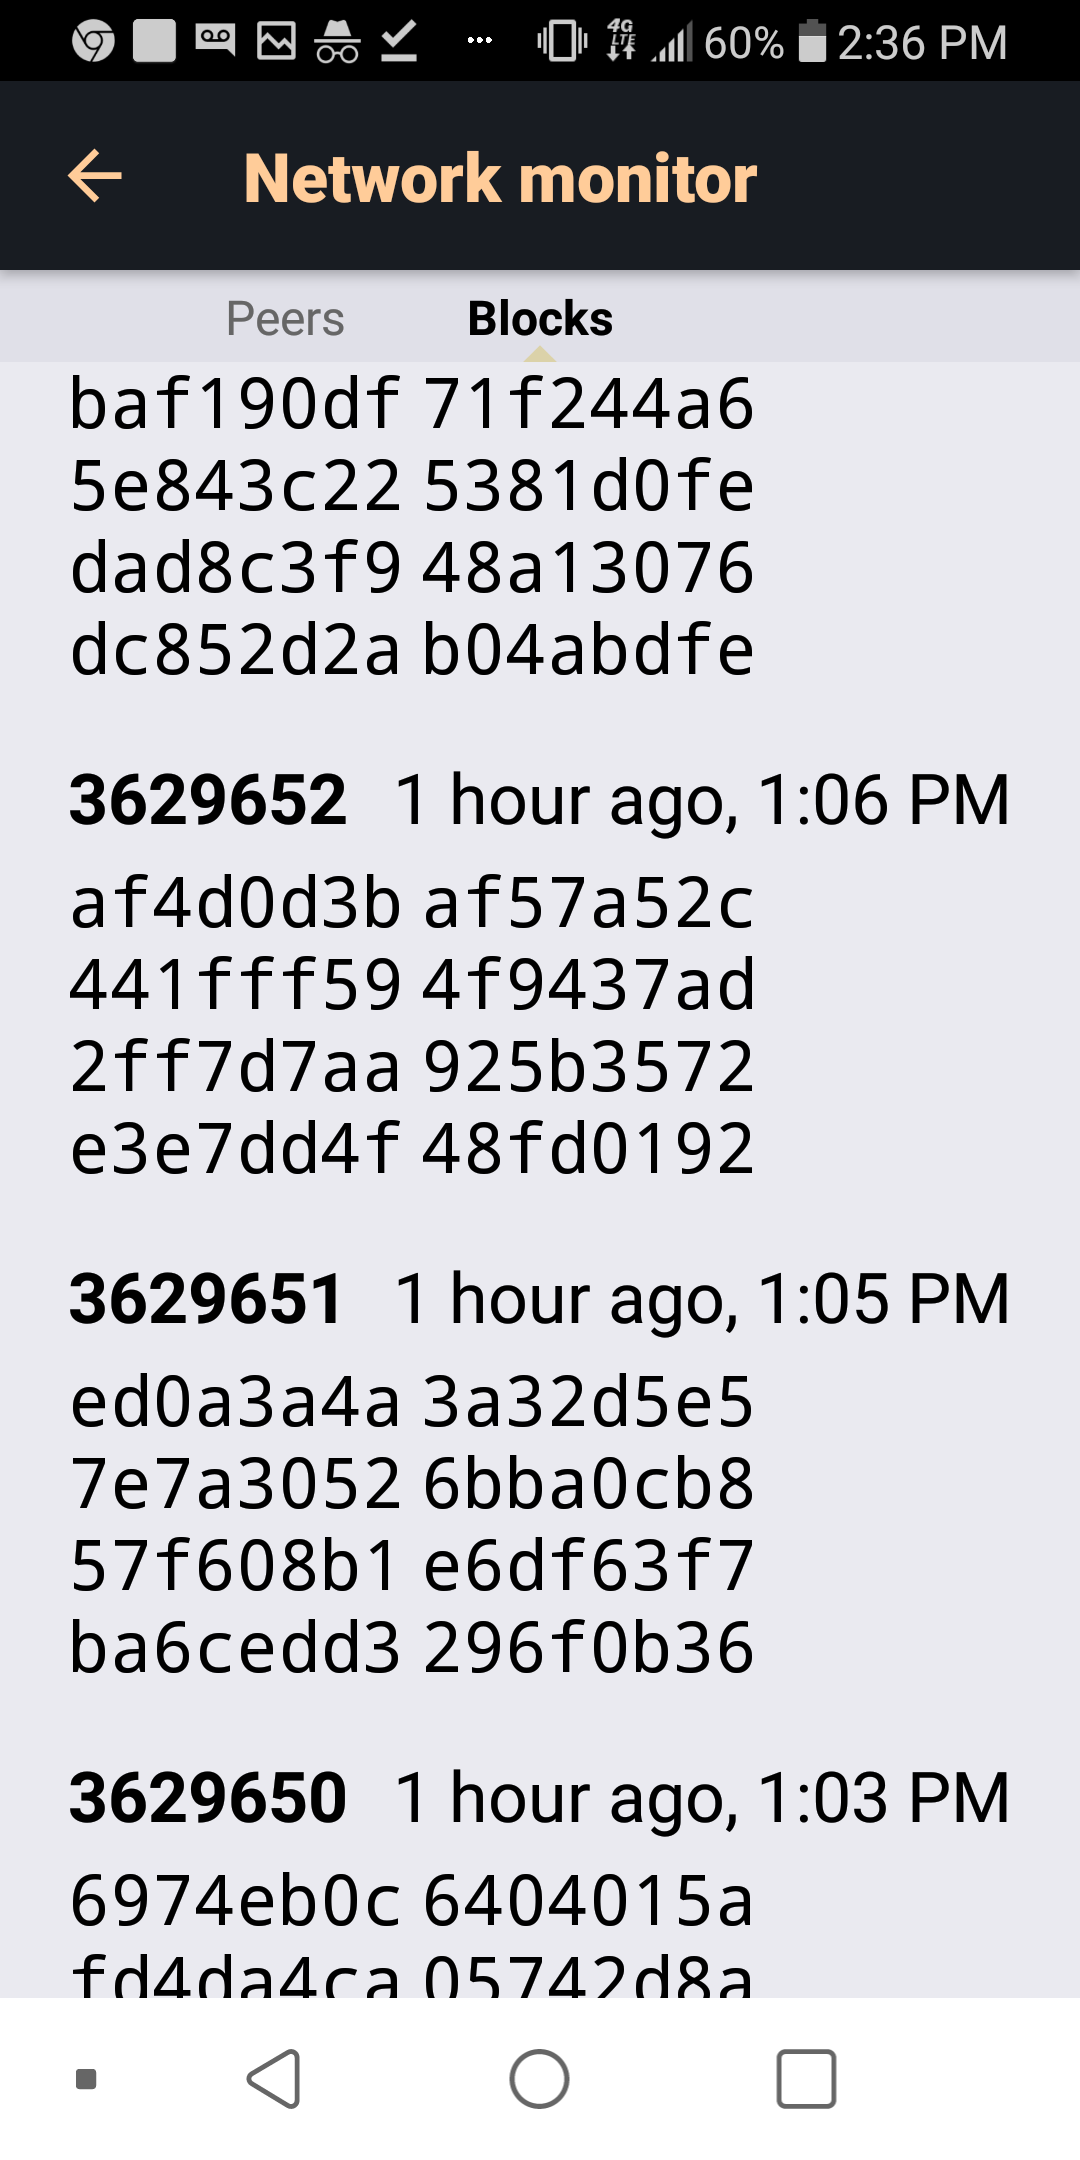 60% 2:36 PM
Network monitor
Peers Blocks
baf190df 71f244a6
5e843c22 5381d0fe
dad8c3f9 48a13076
dc852d2a b04abdfe
3629652 1 hour ago, 1:06 PM
af4d0d3b af57a52c
441fff59 4f9437ad
2ff7d7aa 925b3572
e3e7dd4f 48fd0192
3629651 1 hour ago, 1:05 PM
ed0a3a4a 3a32d5e5
7e7a3052 6bba0cb8
57f608b1 e6df63f7
ba6cedd3 296f0b36
3629650 1 hour ago, 1:03 PM
6974eb0c 6404015a
fd4da4ca 05742d8a